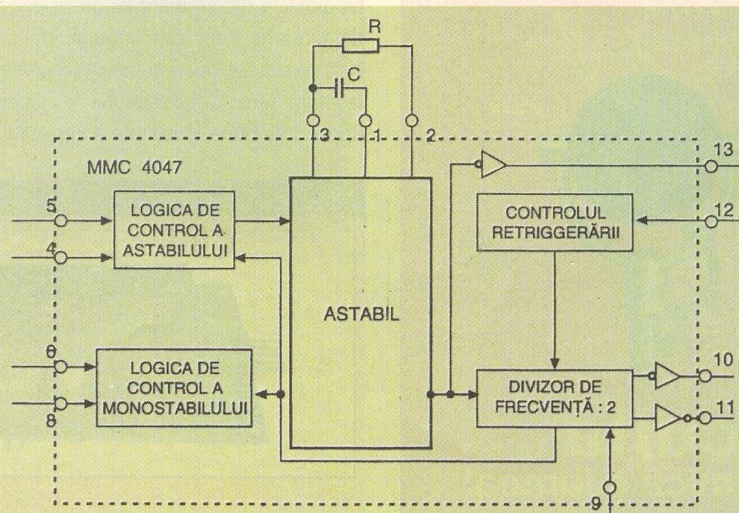 R
C
3
1
2
MMC 4047
13
5
LOGICA DE
CONTROL A
ASTABILULUI
4
CONTROLUL
RETRIGGERĂRII
12
ASTABIL
6
LOGICA DE
CONTROL A
MONOSTABILULUI
8
DIVIZOR DE
FRECVENȚĂ : 2
10
11
9